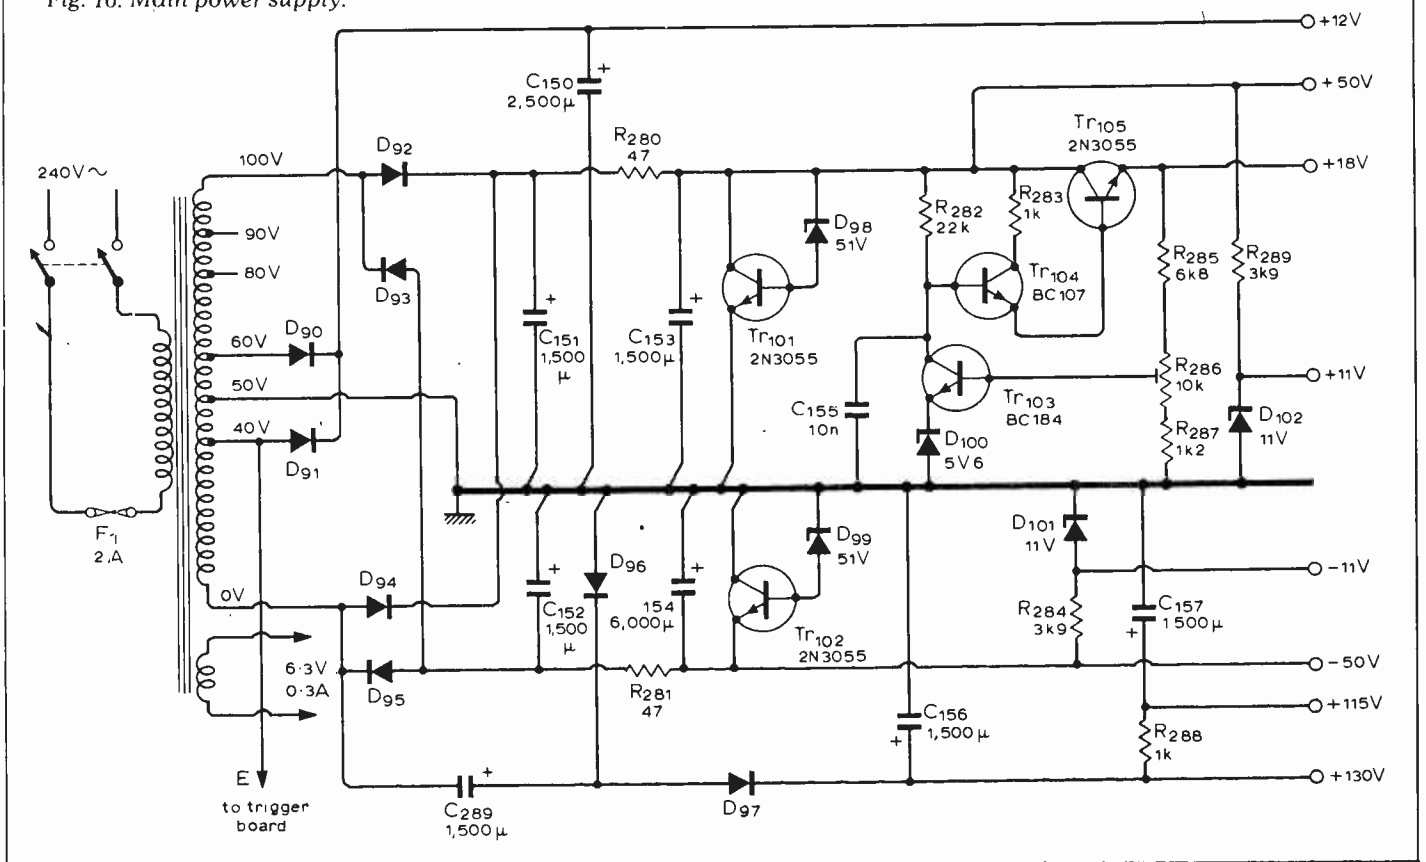 Fig. 16. Main power supply.
+12V
C150
2,500µ
+
+50V
Tr105
2N3055
+18V
240V~
100V
D92
R280
47
90V
80V
D93
60V
D90
50V
40V
D91
+
C151
1,500
µ
+
C153
1,500µ
D98
51V
Tr101
2N3055
R282
22k
R283
1k
Tr104
BC107
R285
6k8
R289
3k9
R286
10k
+11V
C155
10n
Tr103
BC184
D100
5V6
R287
1k2
D102
11V
F1
2A
0V
D94
+
C152
1,500
µ
D96
+
154
6,000µ
D99
51V
Tr102
2N3055
D101
11V
-11V
R284
3k9
C157
1500µ
+
6·3V
0·3A
D95
R281
47
-50V
+115V
C156
1,500µ
+
R288
1k
E
to trigger
board
+
C289
1,500µ
D97
+130V